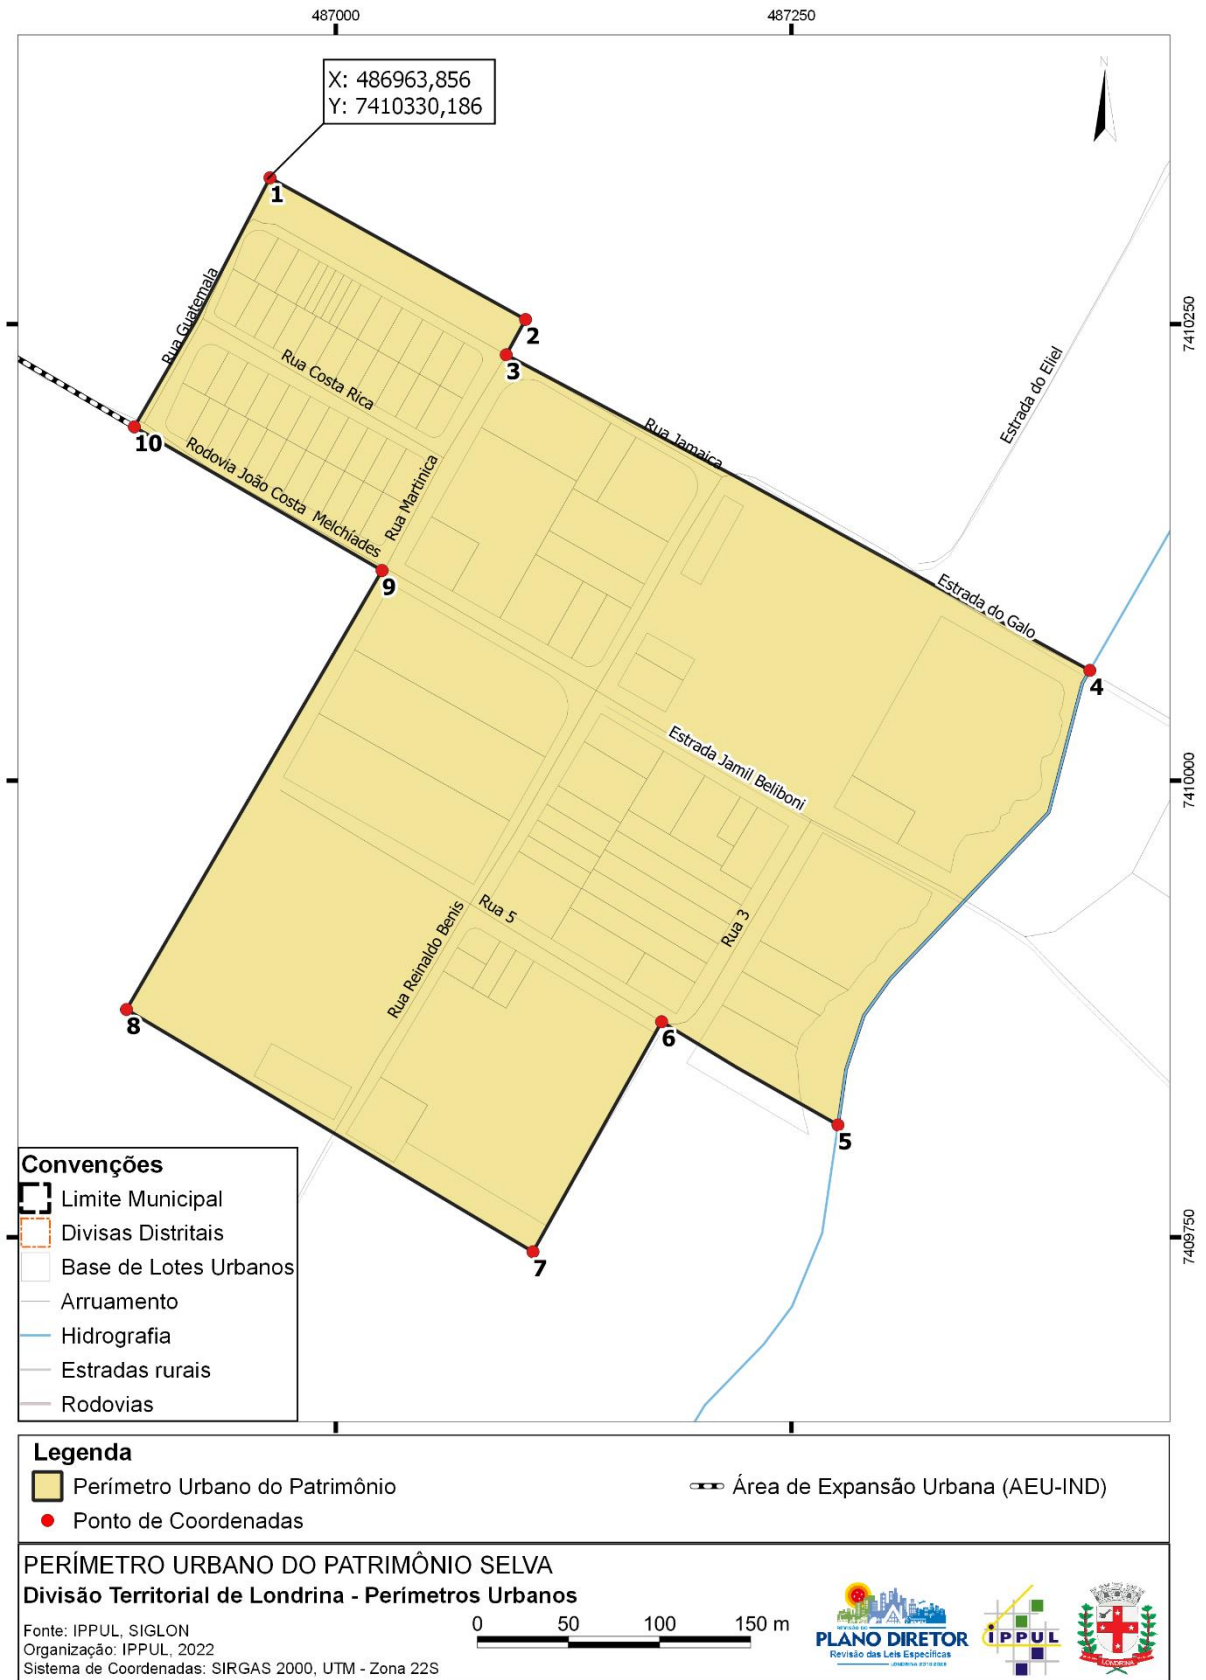 487000
487250
X: 486963,856
Y: 7410330,186
N
1
2
3
4
5
6
7
8
9
10
7410250
7410000
7409750
Rua Guatemala
Rua Costa Rica
Rodovia João Costa Melchíades
Rua Martinica
Rua Jamaica
Estrada do Eliel
Estrada do Galo
Estrada Jamil Beliboni
Rua 5
Rua 3
Rua Reinaldo Benis
Convenções
Limite Municipal
Divisas Distritais
Base de Lotes Urbanos
Arruamento
Hidrografia
Estradas rurais
Rodovias
Legenda
Perímetro Urbano do Patrimônio
Ponto de Coordenadas
Área de Expansão Urbana (AEU-IND)
PERÍMETRO URBANO DO PATRIMÔNIO SELVA
Divisão Territorial de Londrina - Perímetros Urbanos
Fonte: IPPUL, SIGLON
Organização: IPPUL, 2022
Sistema de Coordenadas: SIRGAS 2000, UTM - Zona 22S
0 50 100 150 m
PLANO DIRETOR
Revisão das Leis Específicas
IPPUL
LONDRINA